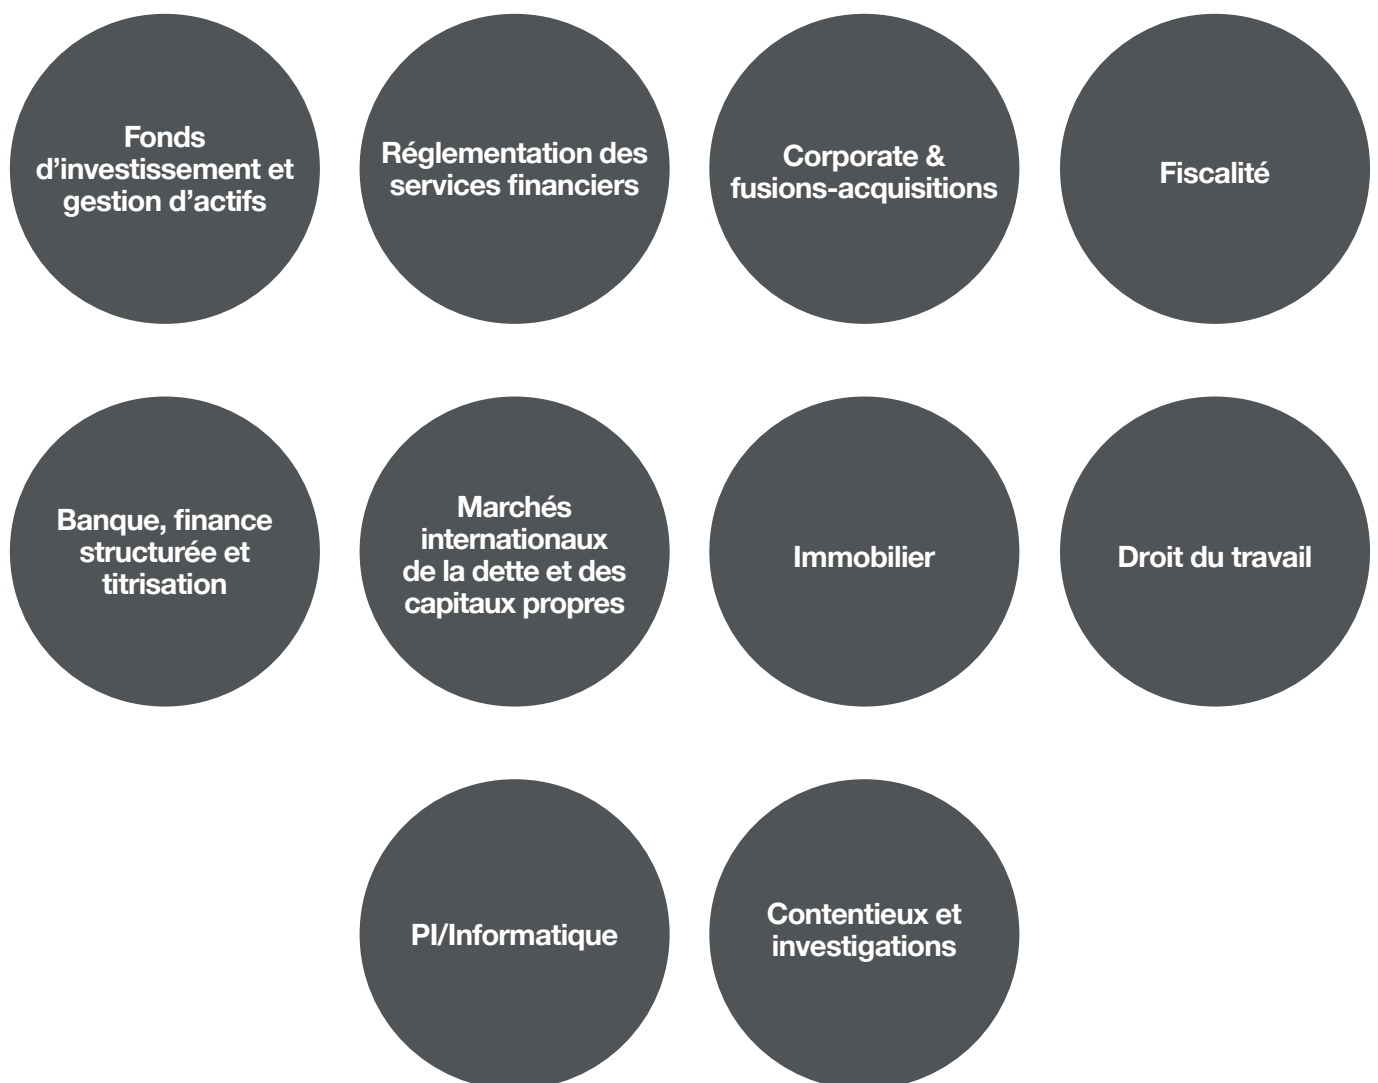 Fonds
d’investissement et
gestion d’actifs
Réglementation des
services financiers
Corporate &
fusions-acquisitions
Fiscalité
Banque, finance
structurée et
titrisation
Marchés
internationaux
de la dette et des
capitaux propres
Immobilier
Droit du travail
PI/Informatique
Contentieux et
investigations